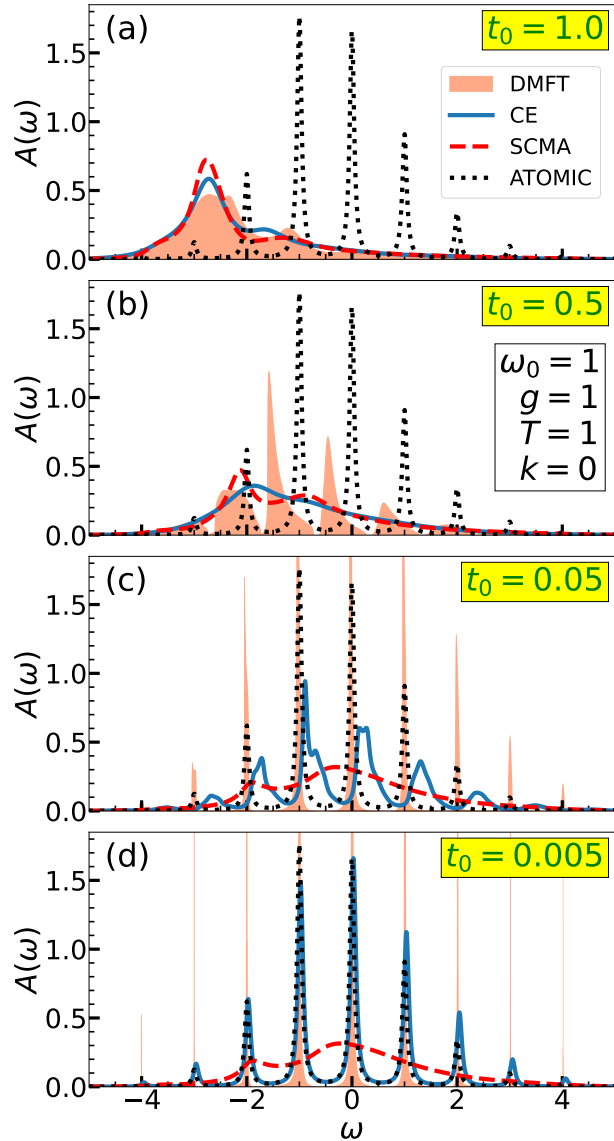 (a)
t₀ = 1.0
DMFT
CE
SCMA
ATOMIC
A(ω)
1.5
1.0
0.5
0.0
(b)
t₀ = 0.5
ω₀ = 1
g = 1
T = 1
k = 0
A(ω)
1.5
1.0
0.5
0.0
(c)
t₀ = 0.05
A(ω)
1.5
1.0
0.5
0.0
(d)
t₀ = 0.005
A(ω)
1.5
1.0
0.5
0.0
−4 −2 0 2 4
ω